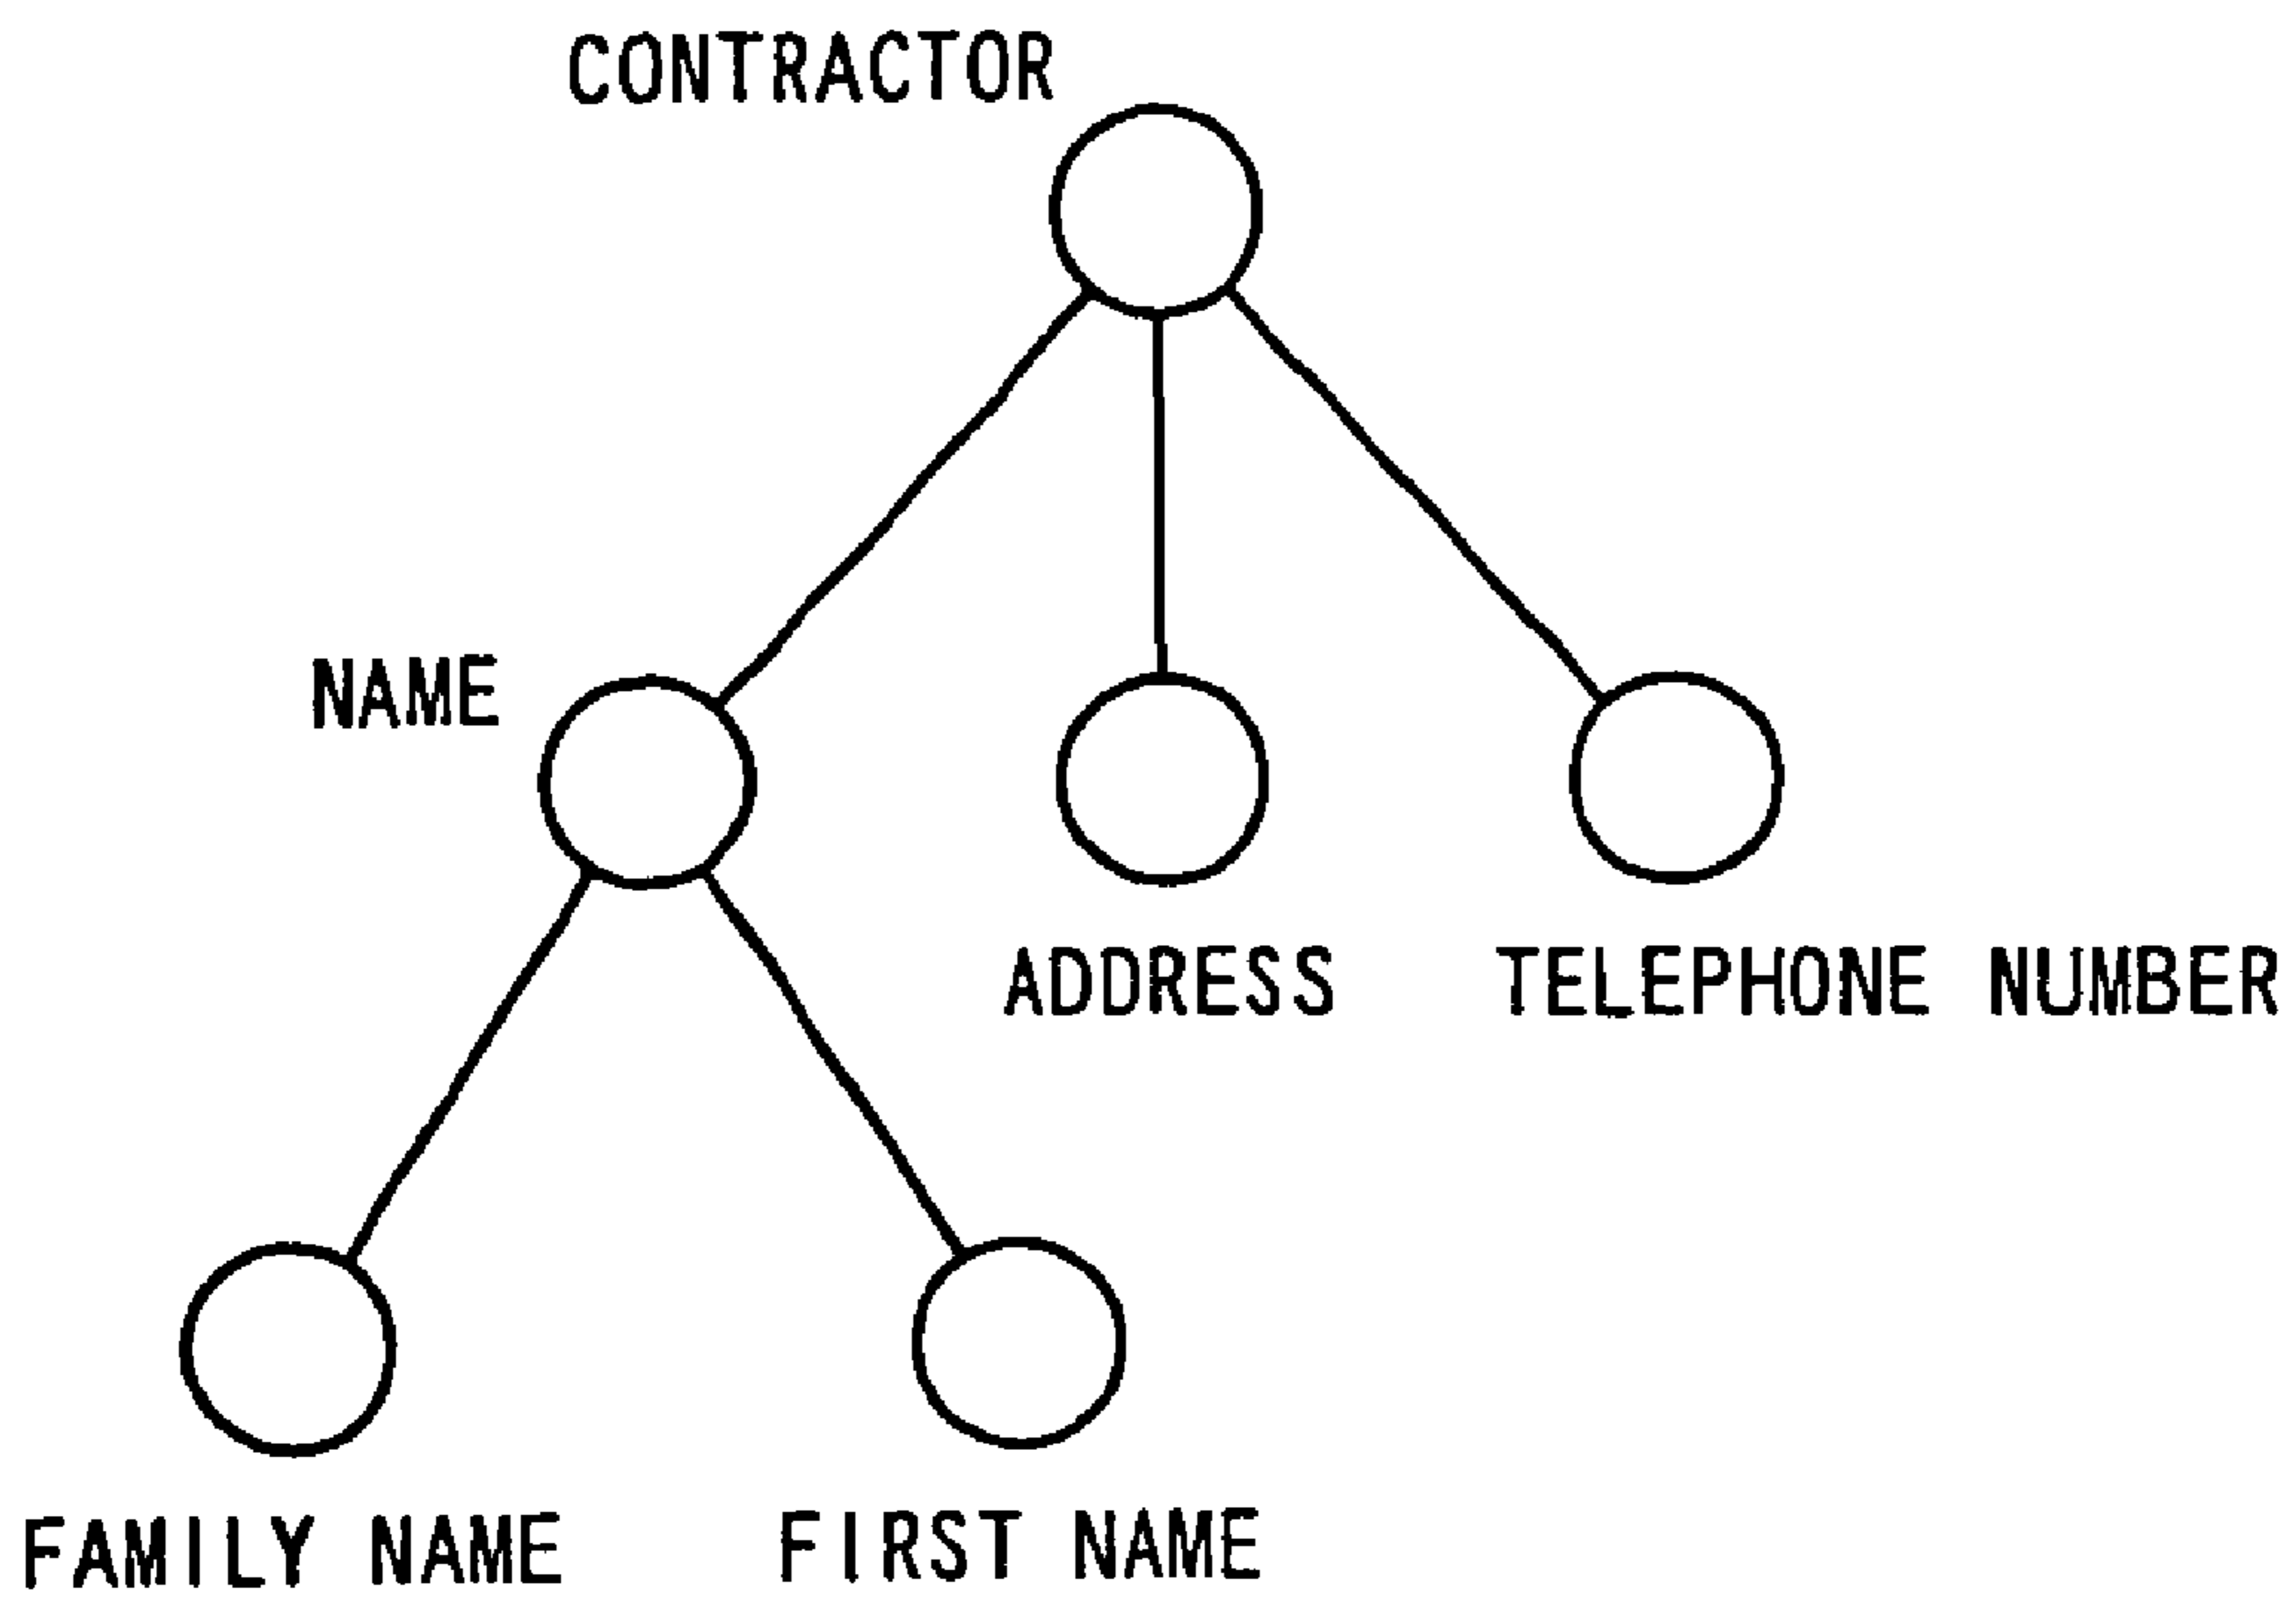 CONTRACTOR
NAME
ADDRESS
TELEPHONE NUMBER
FAMILY NAME
FIRST NAME